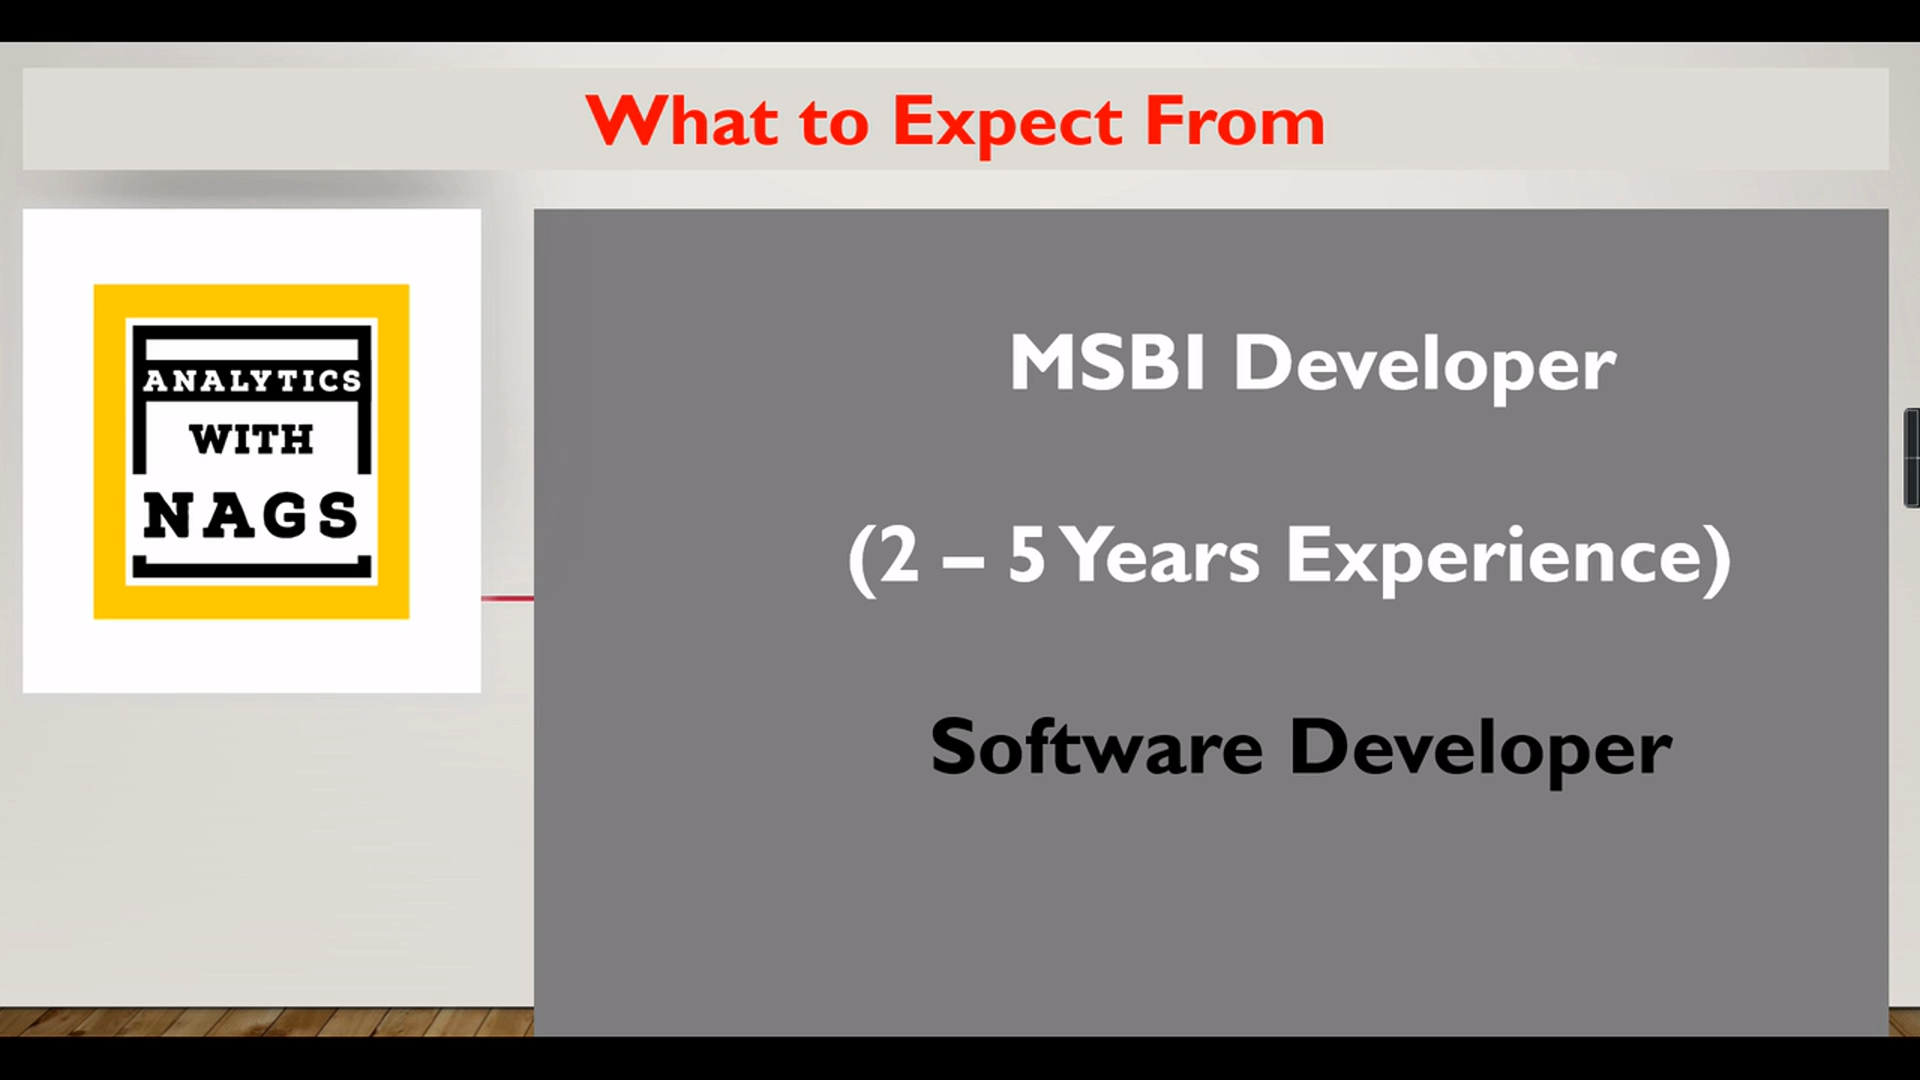 What to Expect From
ANALYTICS
WITH
NAGS
MSBI Developer
(2 – 5 Years Experience)
Software Developer